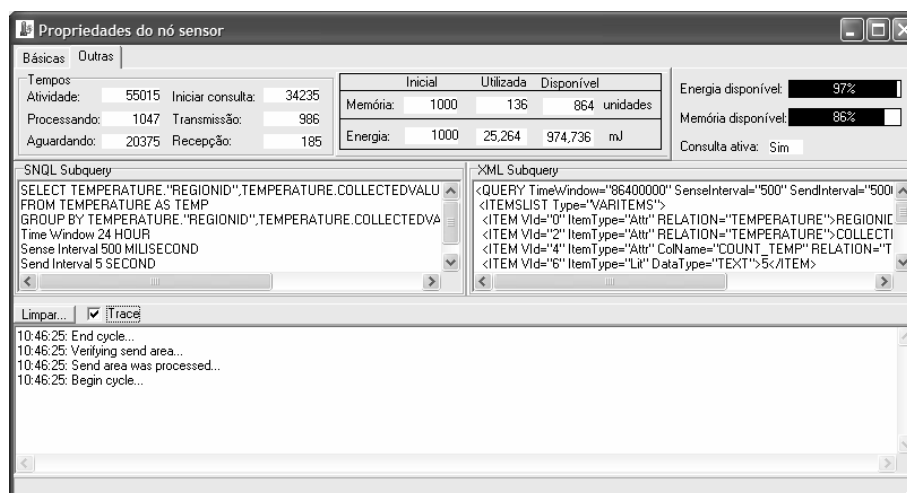 Propriedades do nó sensor
Básicas Outras
Tempos
Atividade: 55015 Iniciar consulta: 34235
Processando: 1047 Transmissão: 986
Aguardando: 20375 Recepção: 185
Inicial Utilizada Disponível
Memória: 1000 136 864 unidades
Energia: 1000 25,264 974,736 mJ
Energia disponível: 97%
Memória disponível: 86%
Consulta ativa: Sim
SNQL Subquery
SELECT TEMPERATURE."REGIONID",TEMPERATURE.COLLECTEDVALU
FROM TEMPERATURE AS TEMP
GROUP BY TEMPERATURE."REGIONID",TEMPERATURE.COLLECTEDVA
Time Window 24 HOUR
Sense Interval 500 MILISECOND
Send Interval 5 SECOND
XML Subquery
<QUERY TimeWindow="86400000" SenseInterval="500" SendInterval="500
<ITEMSLIST Type="VARITEMS">
<ITEM VId="0" ItemType="Attr" RELATION="TEMPERATURE">REGIONID
<ITEM VId="2" ItemType="Attr" RELATION="TEMPERATURE">COLLECTI
<ITEM VId="4" ItemType="Attr" ColName="COUNT_TEMP" RELATION="T
<ITEM VId="6" ItemType="Lit" DataType="TEXT">5</ITEM>
Limpar... Trace
10:46:25: End cycle...
10:46:25: Verifying send area...
10:46:25: Send area was processed...
10:46:25: Begin cycle...